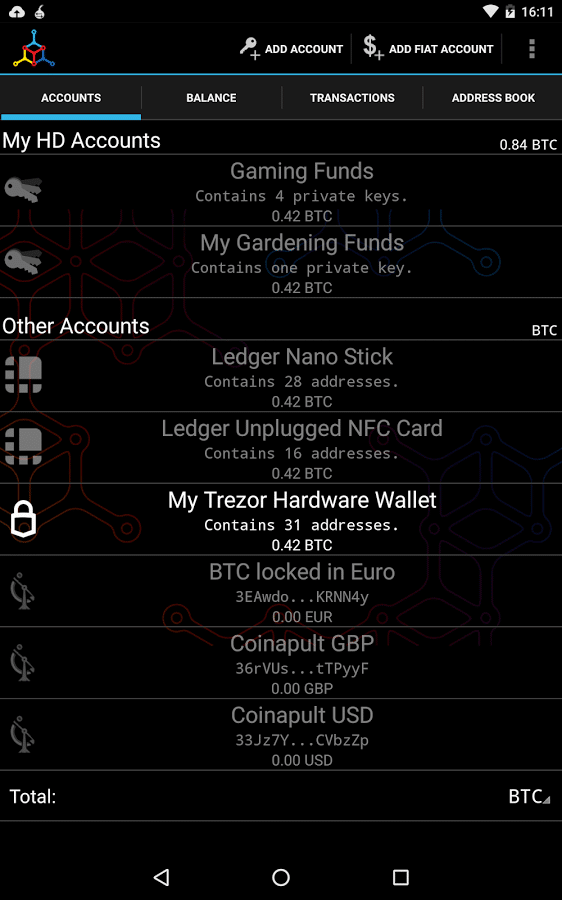 16:11
ADD ACCOUNT
ADD FIAT ACCOUNT
ACCOUNTS BALANCE TRANSACTIONS ADDRESS BOOK
My HD Accounts 0.84 BTC
Gaming Funds
Contains 4 private keys.
0.42 BTC
My Gardening Funds
Contains one private key.
0.42 BTC
Other Accounts BTC
Ledger Nano Stick
Contains 28 addresses.
0.42 BTC
Ledger Unplugged NFC Card
Contains 16 addresses.
0.42 BTC
My Trezor Hardware Wallet
Contains 31 addresses.
0.42 BTC
BTC locked in Euro
3EAwdo...KRNN4y
0.00 EUR
Coinapult GBP
36rVUs...tTPyyF
0.00 GBP
Coinapult USD
33Jz7Y...CVbzZp
0.00 USD
Total: BTC